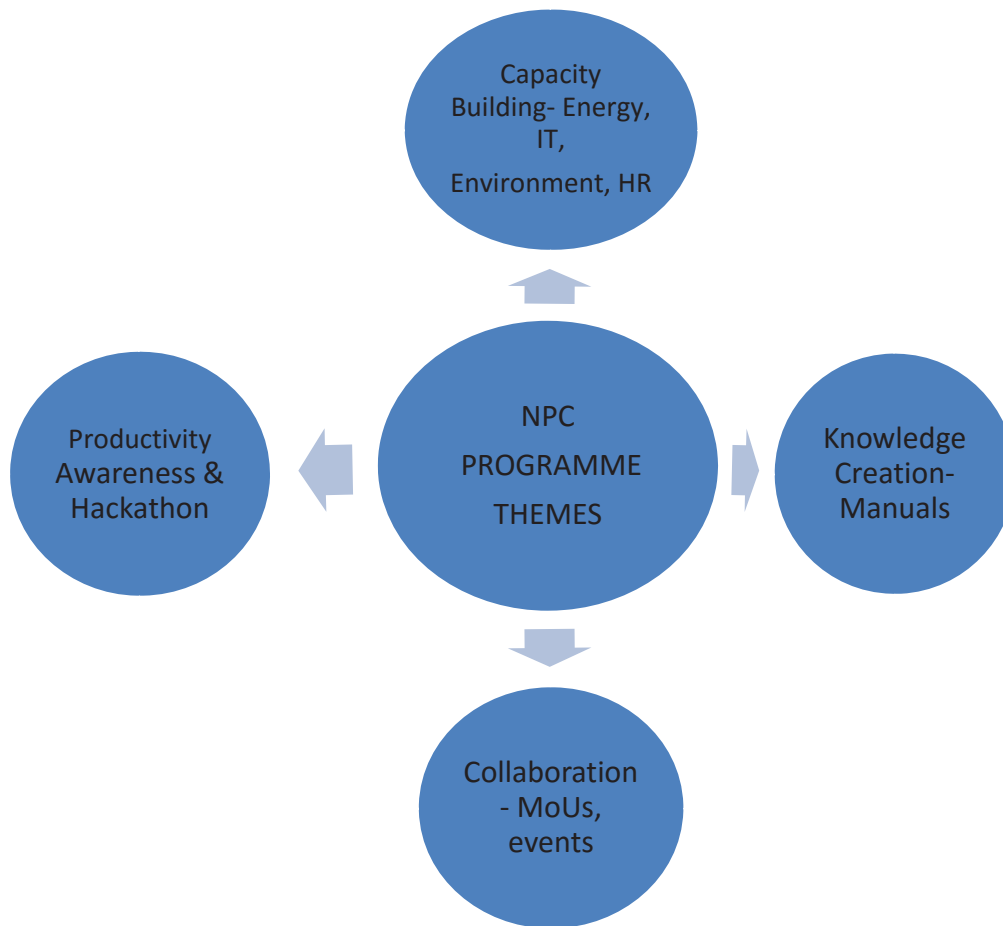 Capacity
Building- Energy,
IT,
Environment, HR
Productivity
Awareness &
Hackathon
NPC
PROGRAMME
THEMES
Knowledge
Creation-
Manuals
Collaboration
- MoUs,
events